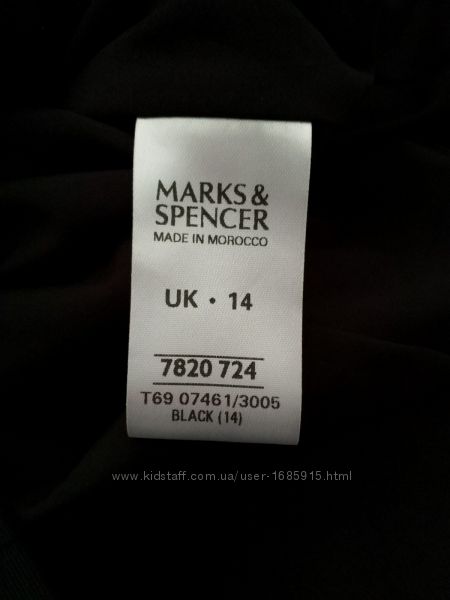 MARKS &
SPENCER
MADE IN MOROCCO
UK • 14
7820 724
T69 07461/3005
BLACK (14)
www.kidstaff.com.ua/user-1685915.html